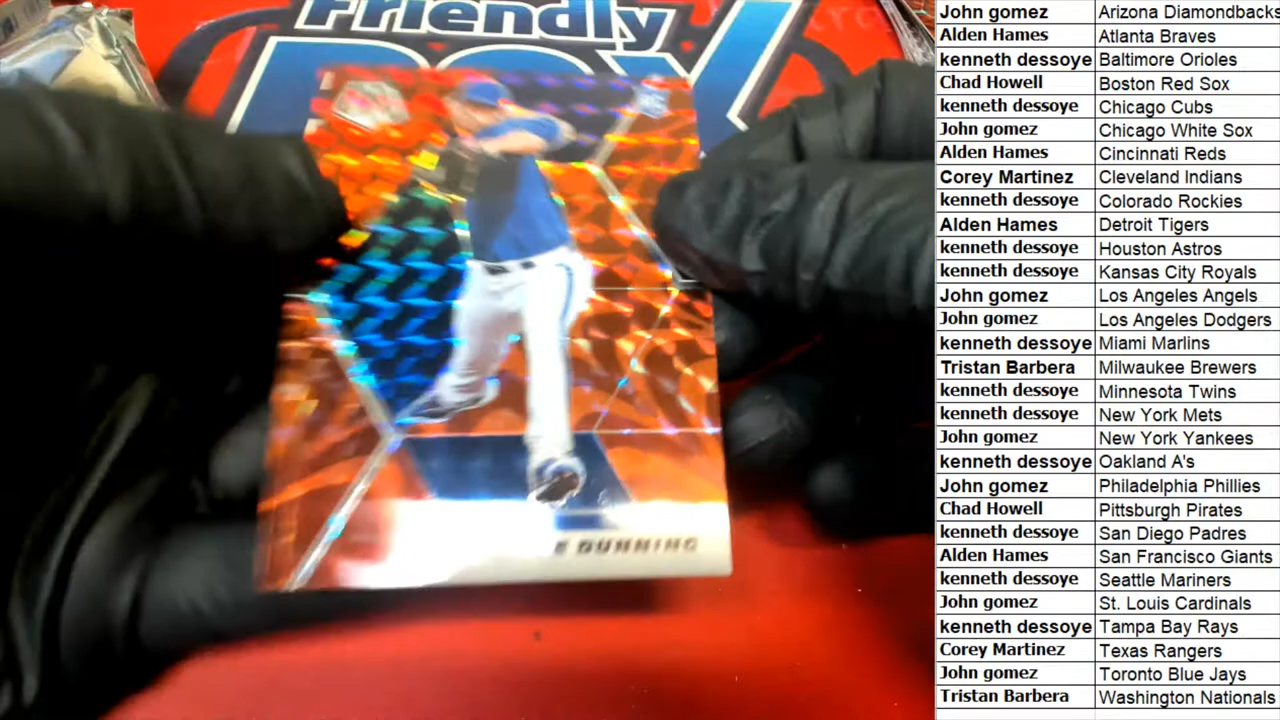 Friendly
BOX
E DUNNING
John gomez Arizona Diamondbacks
Alden Hames Atlanta Braves
kenneth dessoye Baltimore Orioles
Chad Howell Boston Red Sox
kenneth dessoye Chicago Cubs
John gomez Chicago White Sox
Alden Hames Cincinnati Reds
Corey Martinez Cleveland Indians
kenneth dessoye Colorado Rockies
Alden Hames Detroit Tigers
kenneth dessoye Houston Astros
kenneth dessoye Kansas City Royals
John gomez Los Angeles Angels
John gomez Los Angeles Dodgers
kenneth dessoye Miami Marlins
Tristan Barbera Milwaukee Brewers
kenneth dessoye Minnesota Twins
kenneth dessoye New York Mets
John gomez New York Yankees
kenneth dessoye Oakland A's
John gomez Philadelphia Phillies
Chad Howell Pittsburgh Pirates
kenneth dessoye San Diego Padres
Alden Hames San Francisco Giants
kenneth dessoye Seattle Mariners
John gomez St. Louis Cardinals
kenneth dessoye Tampa Bay Rays
Corey Martinez Texas Rangers
John gomez Toronto Blue Jays
Tristan Barbera Washington Nationals